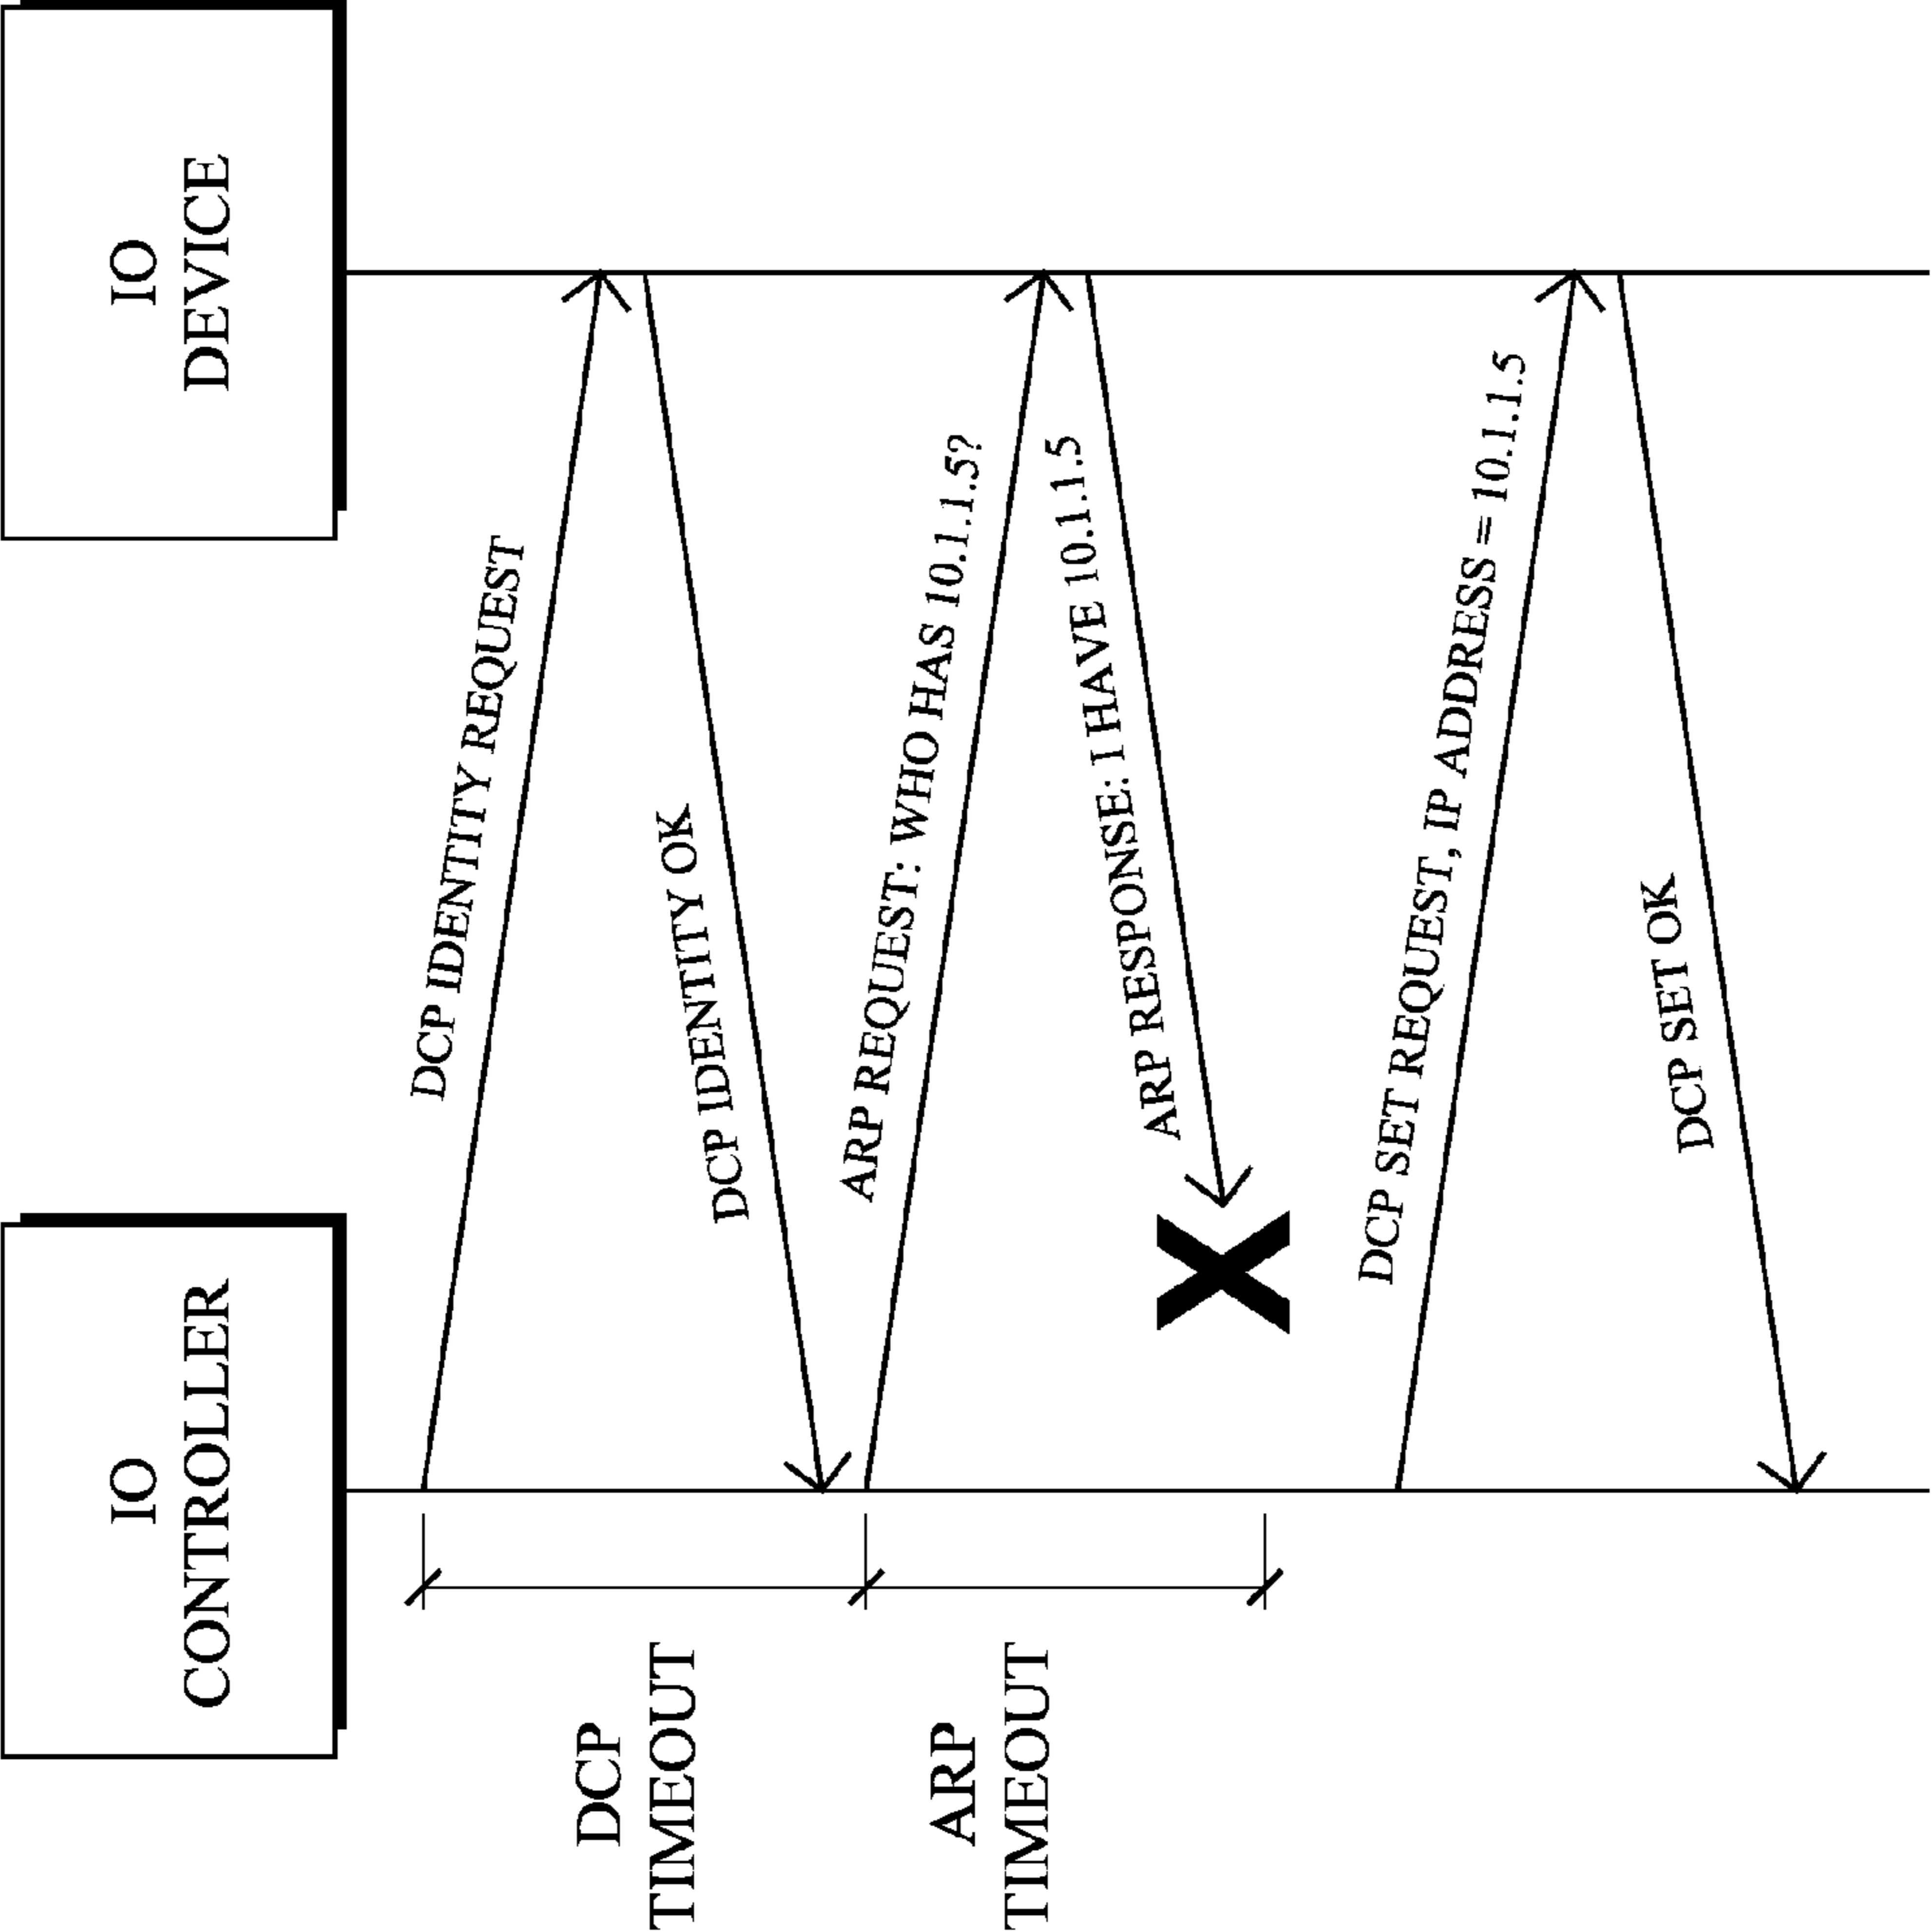 IO
CONTROLLER
IO
DEVICE
DCP IDENTITY REQUEST
DCP IDENTITY OK
DCP
TIMEOUT
ARP REQUEST: WHO HAS 10.1.1.5?
ARP RESPONSE: I HAVE 10.1.1.5
X
ARP
TIMEOUT
DCP SET REQUEST, IP ADDRESS = 10.1.1.5
DCP SET OK